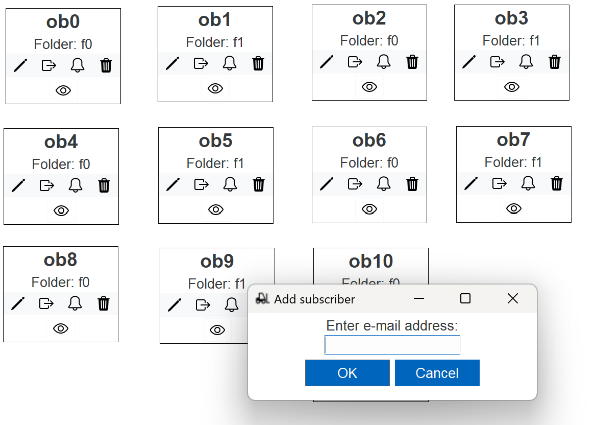 ob0
Folder: f0
ob1
Folder: f1
ob2
Folder: f0
ob3
Folder: f1
ob4
Folder: f0
ob5
Folder: f1
ob6
Folder: f0
ob7
Folder: f1
ob8
Folder: f0
ob9
Folder: f1
ob10
Folder: f0
Add subscriber
Enter e-mail address:
OK
Cancel